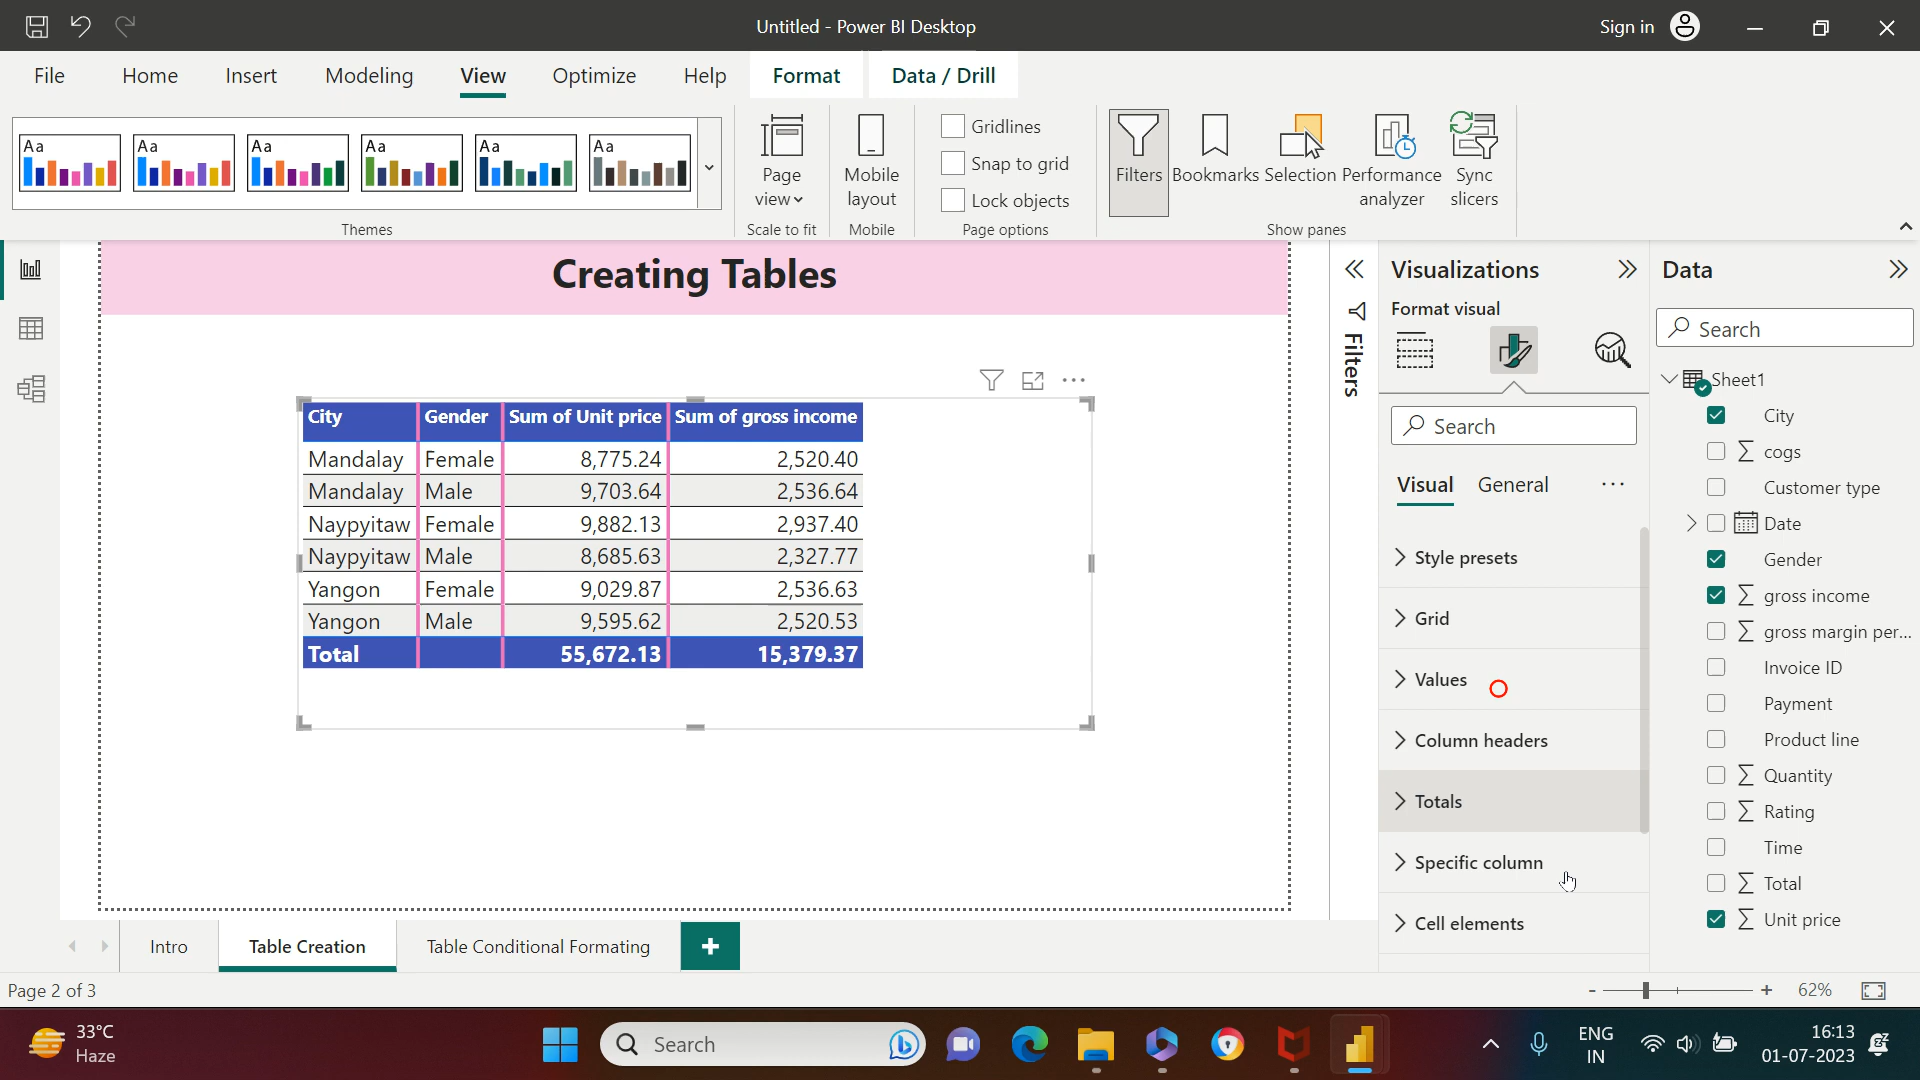 Untitled - Power BI Desktop
Sign in
File Home Insert Modeling View Optimize Help Format Data / Drill
Aa Aa Aa Aa Aa Aa
Page
view
Mobile
layout
Gridlines
Snap to grid
Lock objects
Filters Bookmarks Selection Performance
analyzer
Sync
slicers
Themes Scale to fit Mobile Page options Show panes
Creating Tables
City Gender Sum of Unit price Sum of gross income
Mandalay Female 8,775.24 2,520.40
Mandalay Male 9,703.64 2,536.64
Naypyitaw Female 9,882.13 2,937.40
Naypyitaw Male 8,685.63 2,327.77
Yangon Female 9,029.87 2,536.63
Yangon Male 9,595.62 2,520.53
Total 55,672.13 15,379.37
Filters
Visualizations
Format visual
Search
Visual General ...
Style presets
Grid
Values
Column headers
Totals
Specific column
Cell elements
Data
Search
Sheet1
City
Σ cogs
Customer type
Date
Gender
Σ gross income
Σ gross margin per...
Invoice ID
Payment
Product line
Σ Quantity
Σ Rating
Time
Σ Total
Σ Unit price
Intro Table Creation Table Conditional Formating +
Page 2 of 3
- + 62%
33°C
Haze
Search
ENG
IN
16:13
01-07-2023